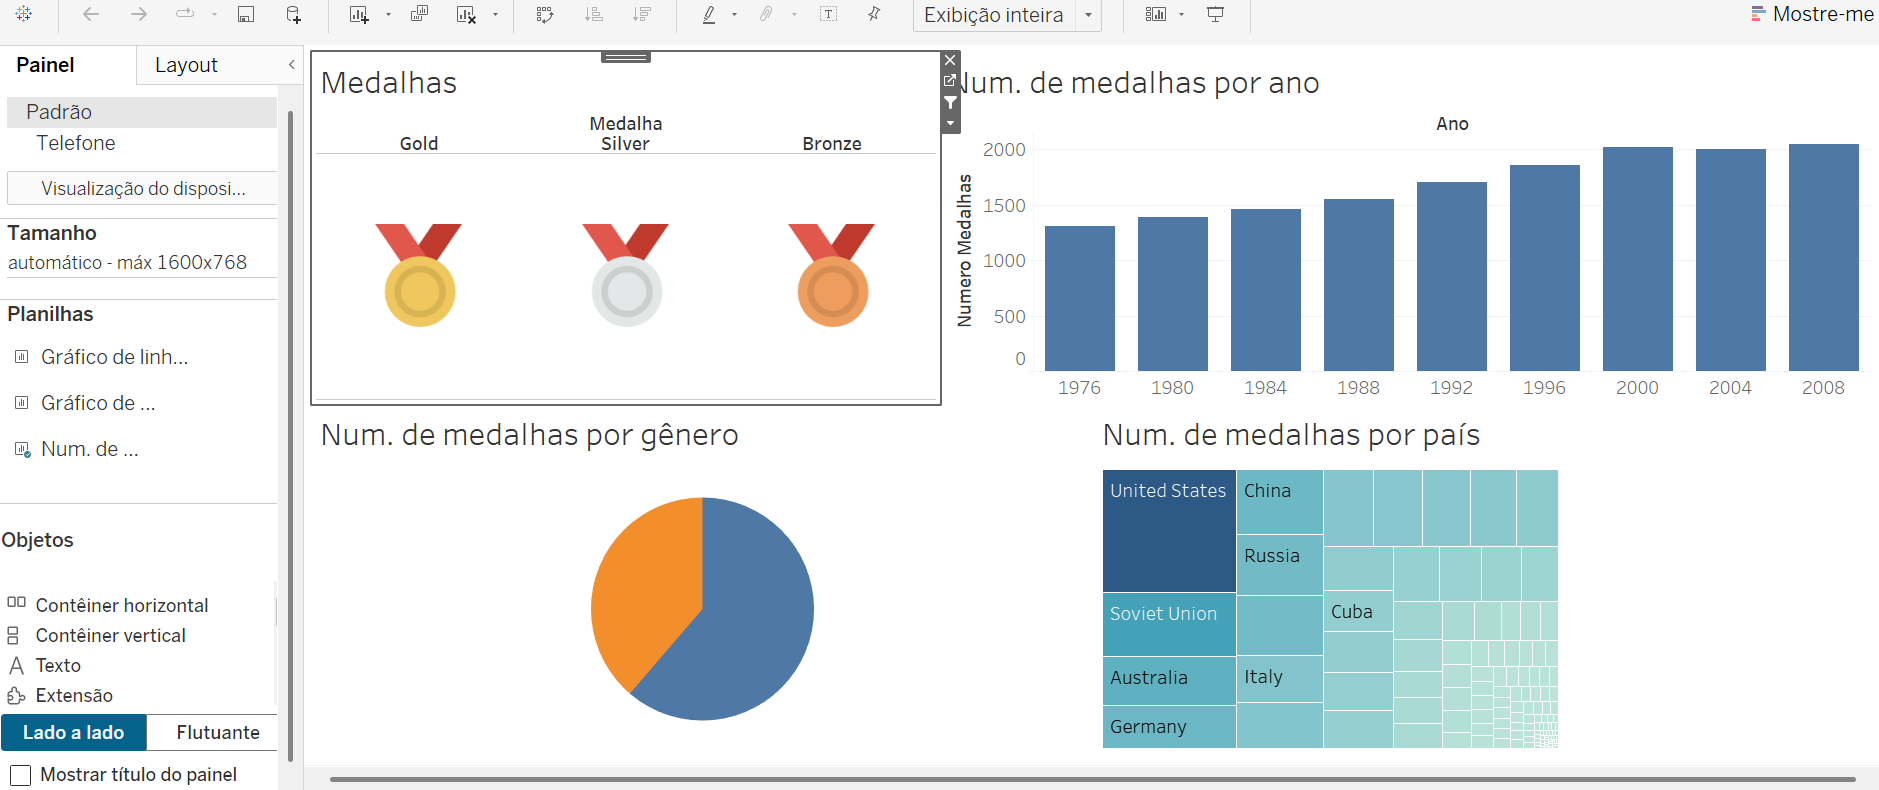 Exibição inteira
Mostre-me
Painel
Layout
Padrão
Telefone
Visualização do disposi...
Tamanho
automático - máx 1600x768
Planilhas
Gráfico de linh...
Gráfico de ...
Num. de ...
Objetos
Contêiner horizontal
Contêiner vertical
Texto
Extensão
Lado a lado
Flutuante
Mostrar título do painel
Medalhas
Medalha
Gold
Silver
Bronze
Num. de medalhas por ano
Ano
Numero Medalhas
2000
1500
1000
500
0
1976
1980
1984
1988
1992
1996
2000
2004
2008
Num. de medalhas por gênero
Num. de medalhas por país
United States
China
Russia
Soviet Union
Cuba
Australia
Italy
Germany